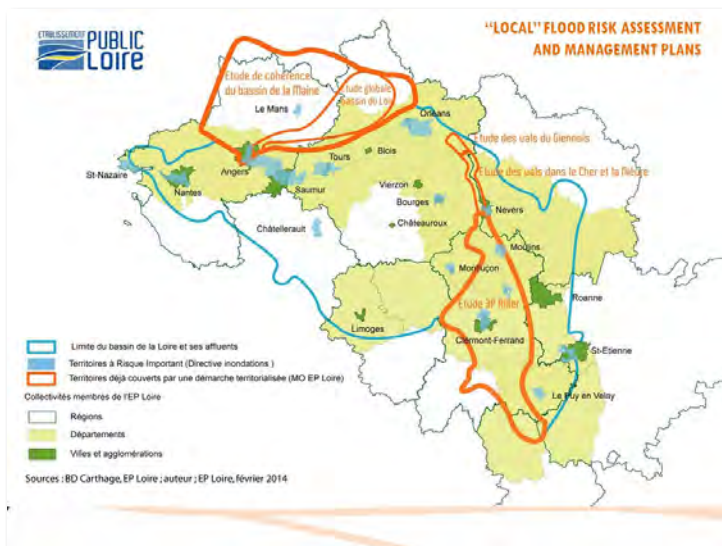 ETABLISSEMENT
PUBLIC
LOIRE
"LOCAL" FLOOD RISK ASSESSMENT
AND MANAGEMENT PLANS
Etude de cohérence
du bassin de la Maine
Etude globale
bassin du Loir
Le Mans
Orléans
Etude des vals du Giennois
Etude des vals dans le Cher et la Nièvre
St-Nazaire
Nantes
Angers
Saumur
Tours
Blois
Vierzon
Bourges
Châteauroux
Châtellerault
Nevers
Moulins
Montluçon
Etude 3P Allier
Roanne
Limoges
Clermont-Ferrand
St-Etienne
Le Puy en Velay
Limite du bassin de la Loire et ses affluents
Territoires à Risque Important (Directive inondations )
Territoires déjà couverts par une démarche territorialisée (MO EP Loire)
Collectivités membres de l'EP Loire
Régions
Départements
Villes et agglomérations
Sources : BD Carthage, EP Loire ; auteur ; EP Loire, février 2014